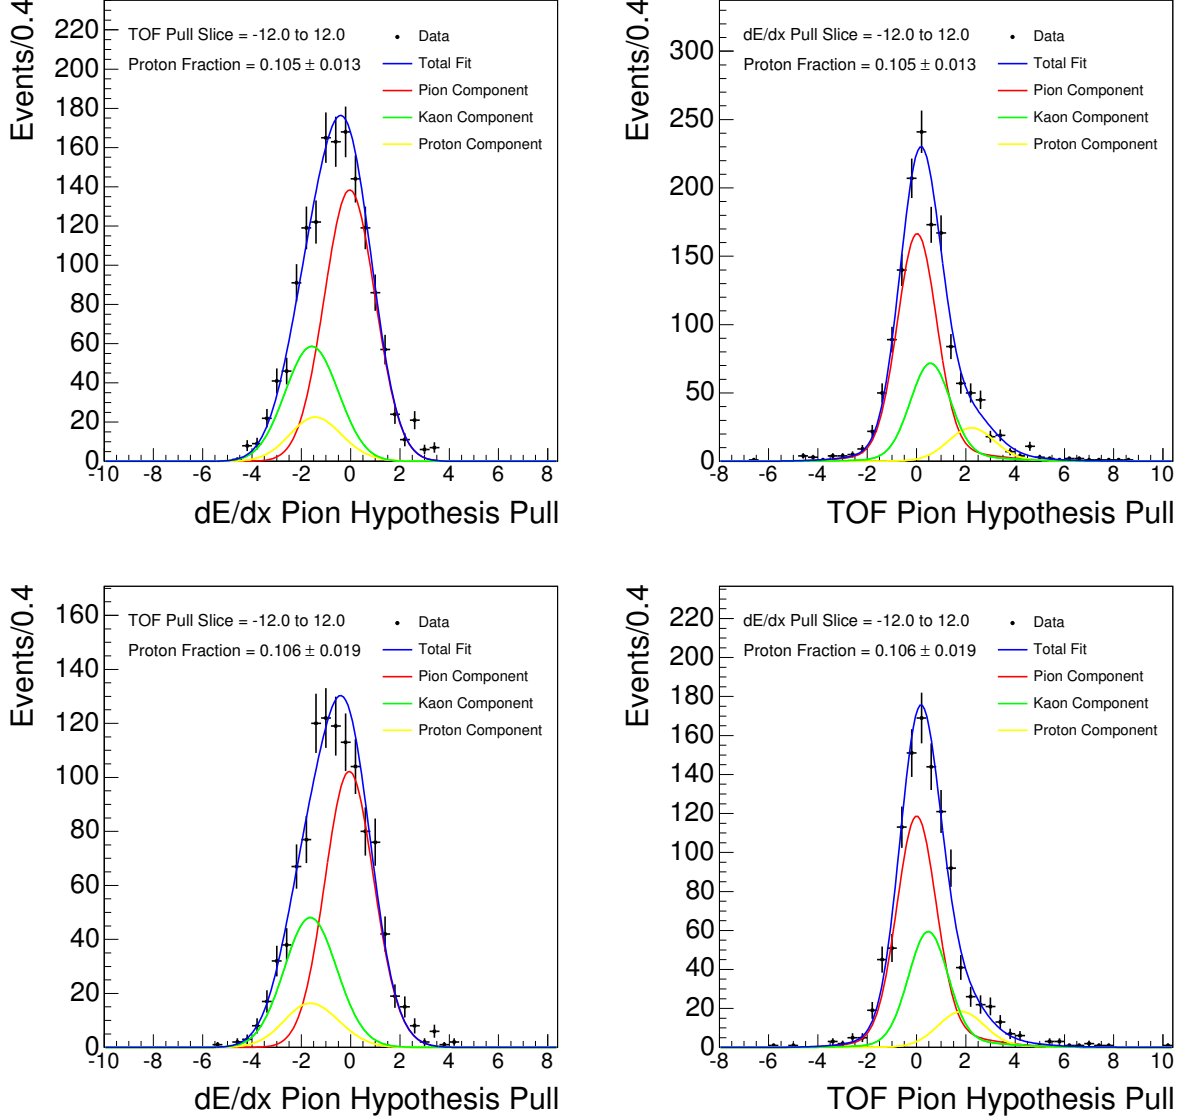 Events/0.4
220
200
180
160
140
120
100
80
60
40
20
0
TOF Pull Slice = -12.0 to 12.0
Proton Fraction = 0.105 ± 0.013
Data
Total Fit
Pion Component
Kaon Component
Proton Component
-10 -8 -6 -4 -2 0 2 4 6 8
dE/dx Pion Hypothesis Pull
Events/0.4
300
250
200
150
100
50
0
dE/dx Pull Slice = -12.0 to 12.0
Proton Fraction = 0.105 ± 0.013
Data
Total Fit
Pion Component
Kaon Component
Proton Component
-8 -6 -4 -2 0 2 4 6 8 10
TOF Pion Hypothesis Pull
Events/0.4
160
140
120
100
80
60
40
20
0
TOF Pull Slice = -12.0 to 12.0
Proton Fraction = 0.106 ± 0.019
Data
Total Fit
Pion Component
Kaon Component
Proton Component
-10 -8 -6 -4 -2 0 2 4 6 8
dE/dx Pion Hypothesis Pull
Events/0.4
220
200
180
160
140
120
100
80
60
40
20
0
dE/dx Pull Slice = -12.0 to 12.0
Proton Fraction = 0.106 ± 0.019
Data
Total Fit
Pion Component
Kaon Component
Proton Component
-8 -6 -4 -2 0 2 4 6 8 10
TOF Pion Hypothesis Pull